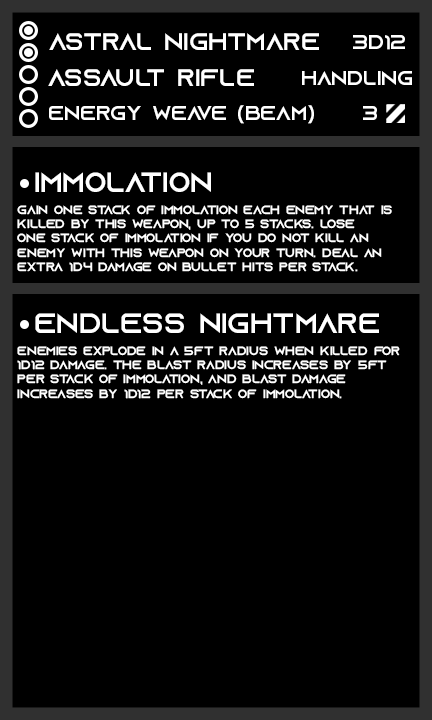 ASTRAL NIGHTMARE 3D12
ASSAULT RIFLE HANDLING
ENERGY WEAVE (BEAM) 3
•IMMOLATION
GAIN ONE STACK OF IMMOLATION EACH ENEMY THAT IS
KILLED BY THIS WEAPON, UP TO 5 STACKS. LOSE
ONE STACK OF IMMOLATION IF YOU DO NOT KILL AN
ENEMY WITH THIS WEAPON ON YOUR TURN. DEAL AN
EXTRA 1D4 DAMAGE ON BULLET HITS PER STACK.
•ENDLESS NIGHTMARE
ENEMIES EXPLODE IN A 5FT RADIUS WHEN KILLED FOR
1D12 DAMAGE. THE BLAST RADIUS INCREASES BY 5FT
PER STACK OF IMMOLATION, AND BLAST DAMAGE
INCREASES BY 1D12 PER STACK OF IMMOLATION.